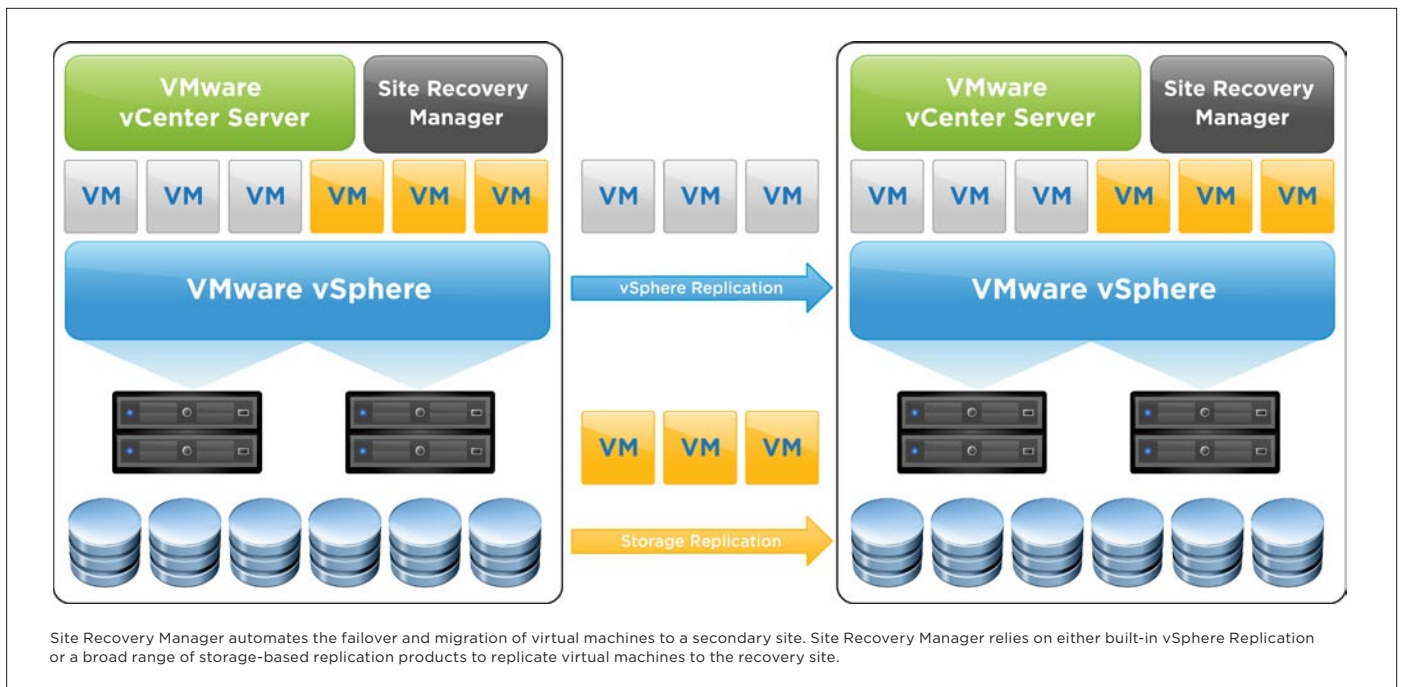 VMware
vCenter Server
Site Recovery
Manager
VMware
vCenter Server
Site Recovery
Manager
VM VM VM VM VM VM
VM VM VM
VM VM VM VM VM VM
VMware vSphere
vSphere Replication
VMware vSphere
VM VM VM
Storage Replication
Site Recovery Manager automates the failover and migration of virtual machines to a secondary site. Site Recovery Manager relies on either built-in vSphere Replication
or a broad range of storage-based replication products to replicate virtual machines to the recovery site.